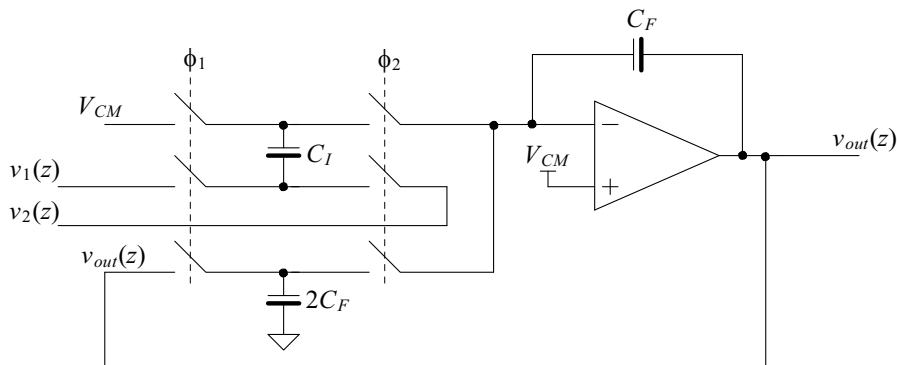 C_F
ϕ₁
ϕ₂
V_CM
v_out(z)
C_I
V_CM
−
v₁(z)
+
v₂(z)
v_out(z)
2C_F